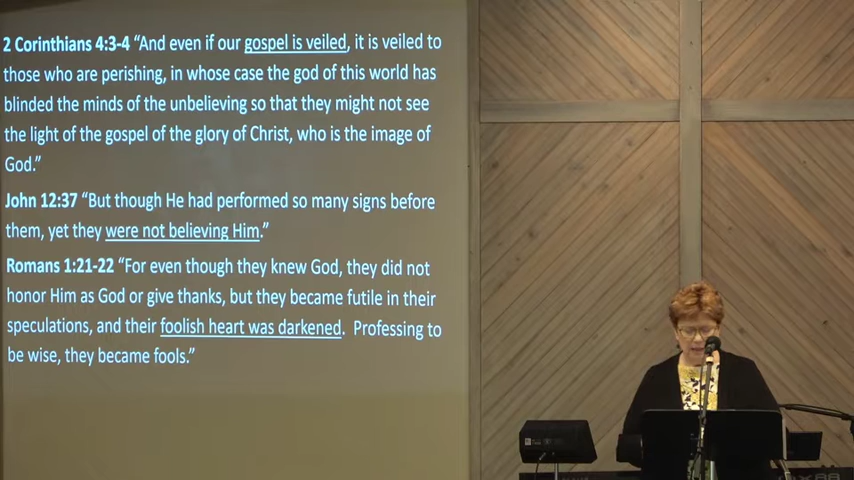 2 Corinthians 4:3-4 “And even if our gospel is veiled, it is veiled to
those who are perishing, in whose case the god of this world has
blinded the minds of the unbelieving so that they might not see
the light of the gospel of the glory of Christ, who is the image of
God.”
John 12:37 “But though He had performed so many signs before
them, yet they were not believing Him.”
Romans 1:21-22 “For even though they knew God, they did not
honor Him as God or give thanks, but they became futile in their
speculations, and their foolish heart was darkened.  Professing to
be wise, they became fools.”